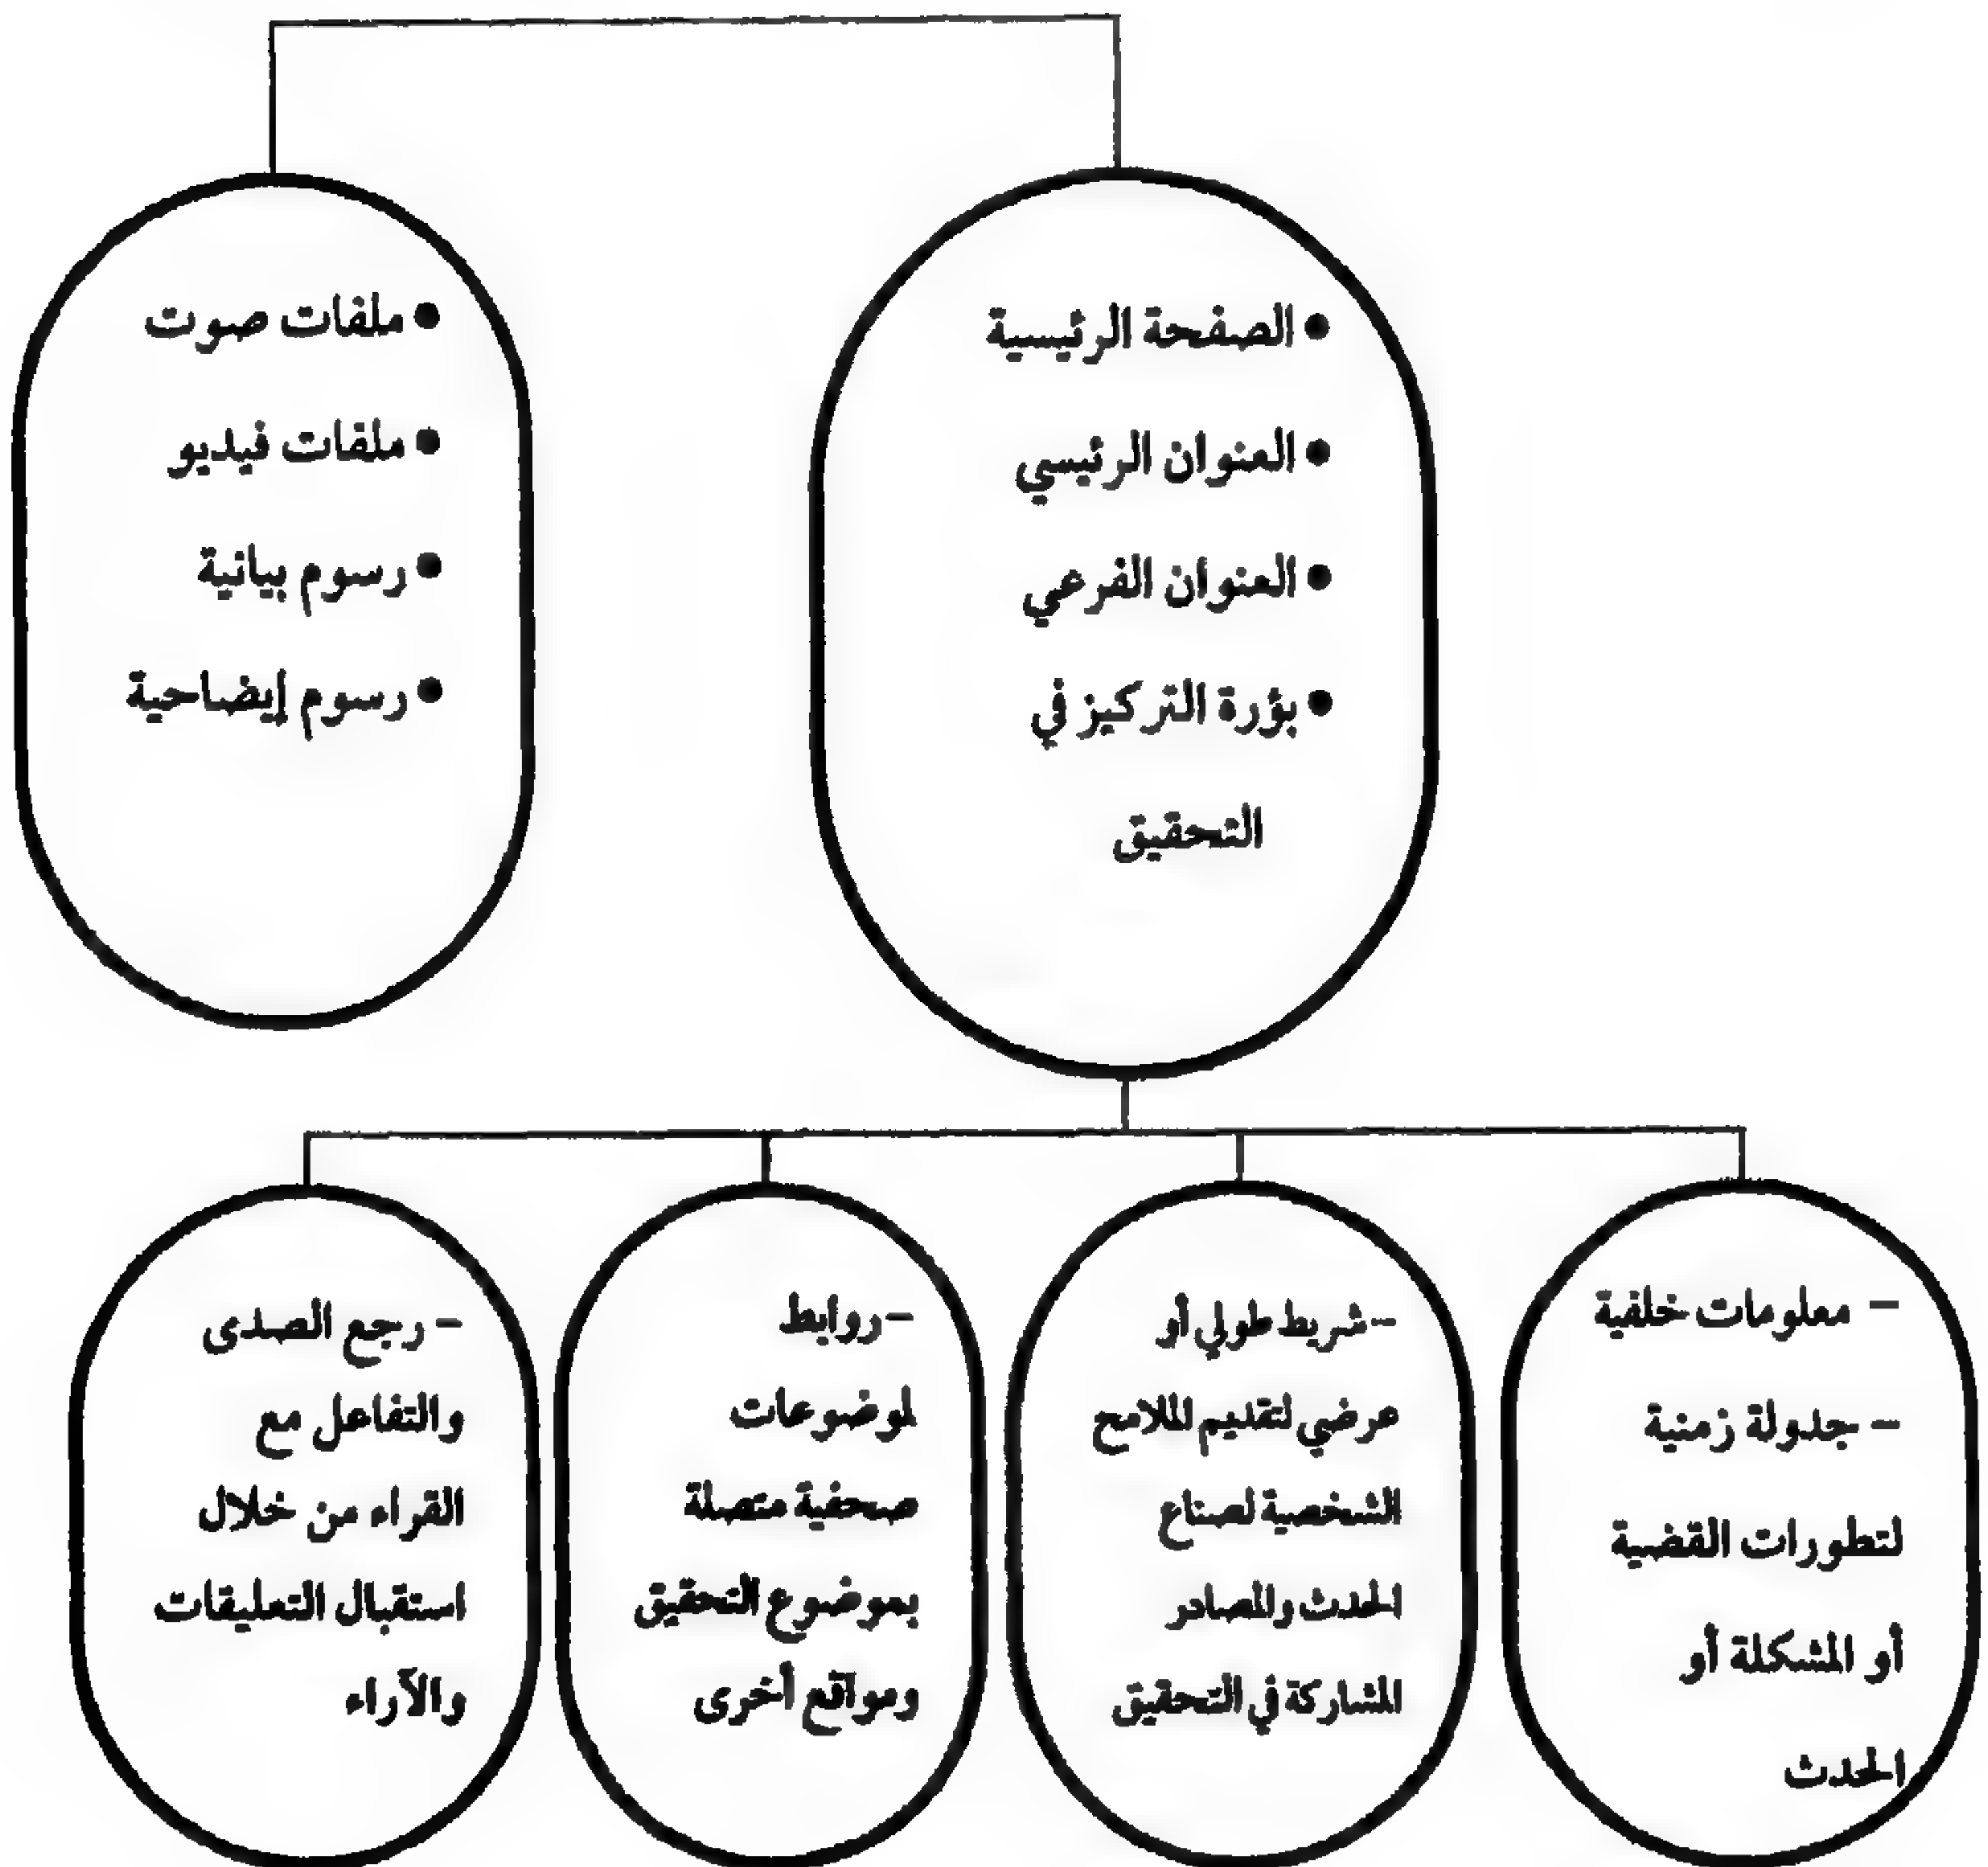 ● الصفحة الرئيسية
● العنوان الرئيسي
● العنوان الفرعي
● بؤرة التركيز في
التحقيق
● ملفات صوت
● ملفات فيديو
● رسوم بيانية
● رسوم إيضاحية
– معلومات خلفية
– جدولة زمنية
لتطورات القضية
أو المشكلة أو
الحدث
– شريط طولي أو
عرضي لتقديم الملامح
الشخصية لصناع
الحدث والمصادر
المشاركة في التحقيق
– روابط
لموضوعات
صحفية متصلة
بموضوع التحقيق
ومواقع أخرى
– رجع الصدى
والتفاعل مع
القراء من خلال
استقبال التعليقات
والآراء